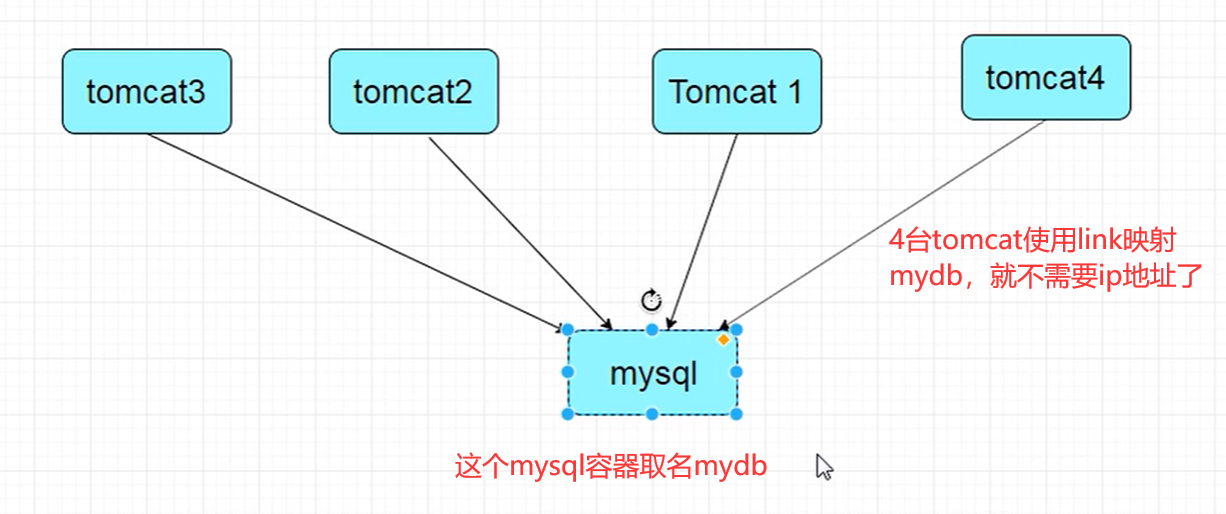 tomcat3
tomcat2
Tomcat 1
tomcat4
4台tomcat使用link映射
mydb，就不需要ip地址了
mysql
这个mysql容器取名mydb